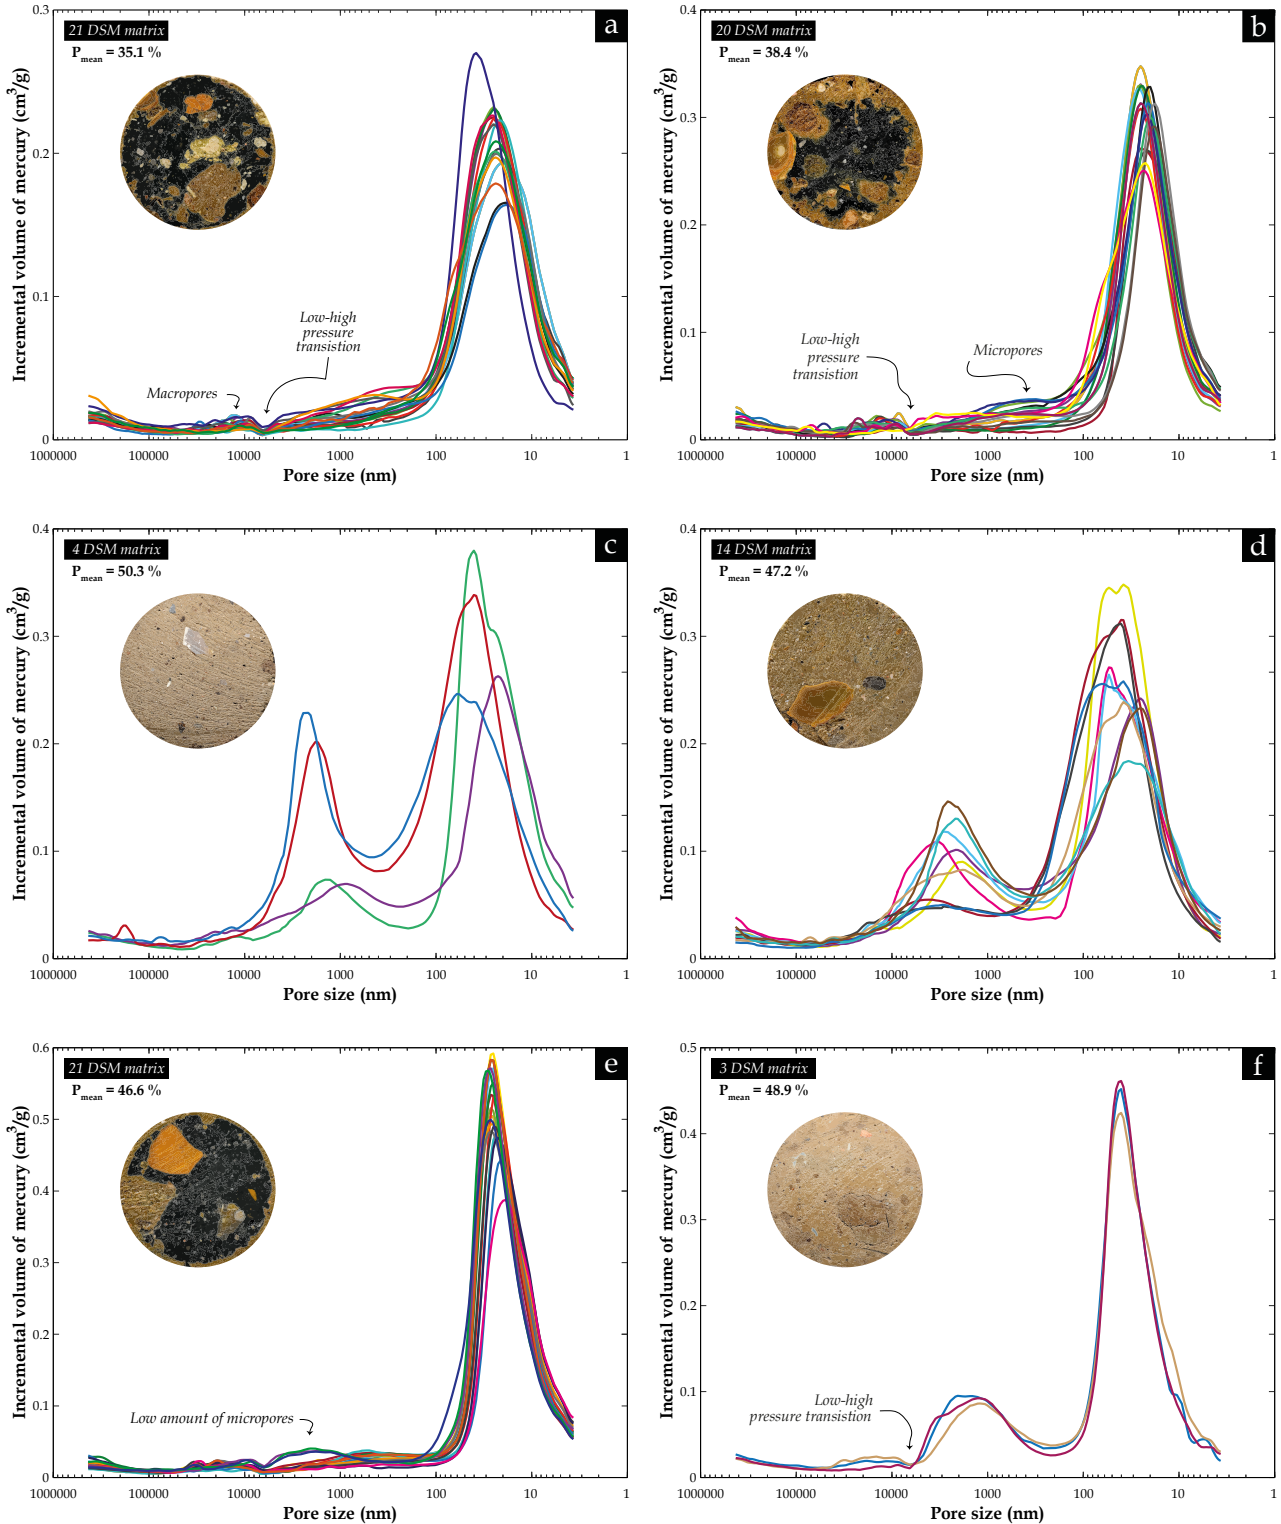 a
21 DSM matrix
Pmean = 35.1 %
Low-high
pressure
transistion
Macropores
Incremental volume of mercury (cm3/g)
0.3
0.2
0.1
0
1000000 100000 10000 1000 100 10 1
Pore size (nm)
b
20 DSM matrix
Pmean = 38.4 %
Low-high
pressure
transistion
Micropores
Incremental volume of mercury (cm3/g)
0.4
0.3
0.2
0.1
0
1000000 100000 10000 1000 100 10 1
Pore size (nm)
c
4 DSM matrix
Pmean = 50.3 %
Incremental volume of mercury (cm3/g)
0.4
0.3
0.2
0.1
0
1000000 100000 10000 1000 100 10 1
Pore size (nm)
d
14 DSM matrix
Pmean = 47.2 %
Incremental volume of mercury (cm3/g)
0.4
0.3
0.2
0.1
0
1000000 100000 10000 1000 100 10 1
Pore size (nm)
e
21 DSM matrix
Pmean = 46.6 %
Low amount of micropores
Incremental volume of mercury (cm3/g)
0.6
0.5
0.4
0.3
0.2
0.1
0
1000000 100000 10000 1000 100 10 1
Pore size (nm)
f
3 DSM matrix
Pmean = 48.9 %
Low-high
pressure transistion
Incremental volume of mercury (cm3/g)
0.5
0.4
0.3
0.2
0.1
0
1000000 100000 10000 1000 100 10 1
Pore size (nm)